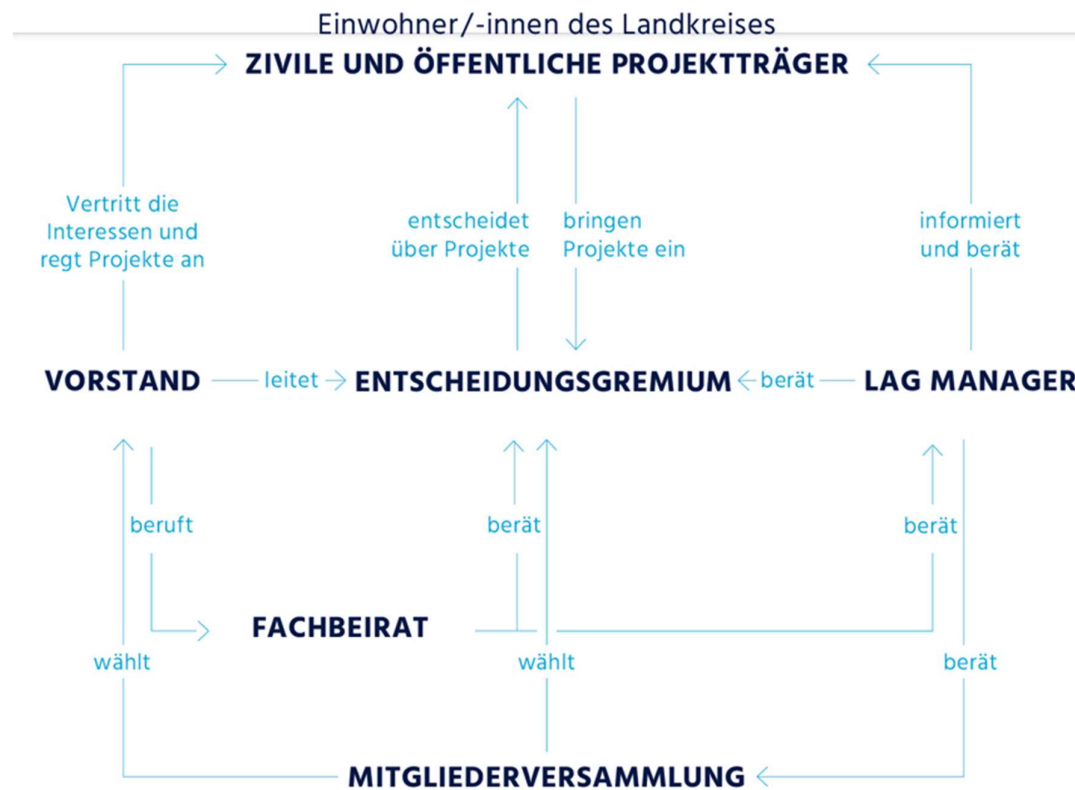 Einwohner/-innen des Landkreises
ZIVILE UND ÖFFENTLICHE PROJEKTTRÄGER
Vertritt die
Interessen und
regt Projekte an
entscheidet
über Projekte
bringen
Projekte ein
informiert
und berät
VORSTAND
leitet
ENTSCHEIDUNGSGREMIUM
berät
LAG MANAGER
beruft
berät
berät
FACHBEIRAT
wählt
wählt
berät
MITGLIEDERVERSAMMLUNG